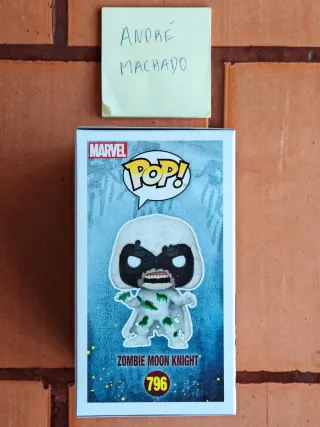 ANDRÉ
MACHADO
MARVEL
POP!
ZOMBIE MOON KNIGHT
796